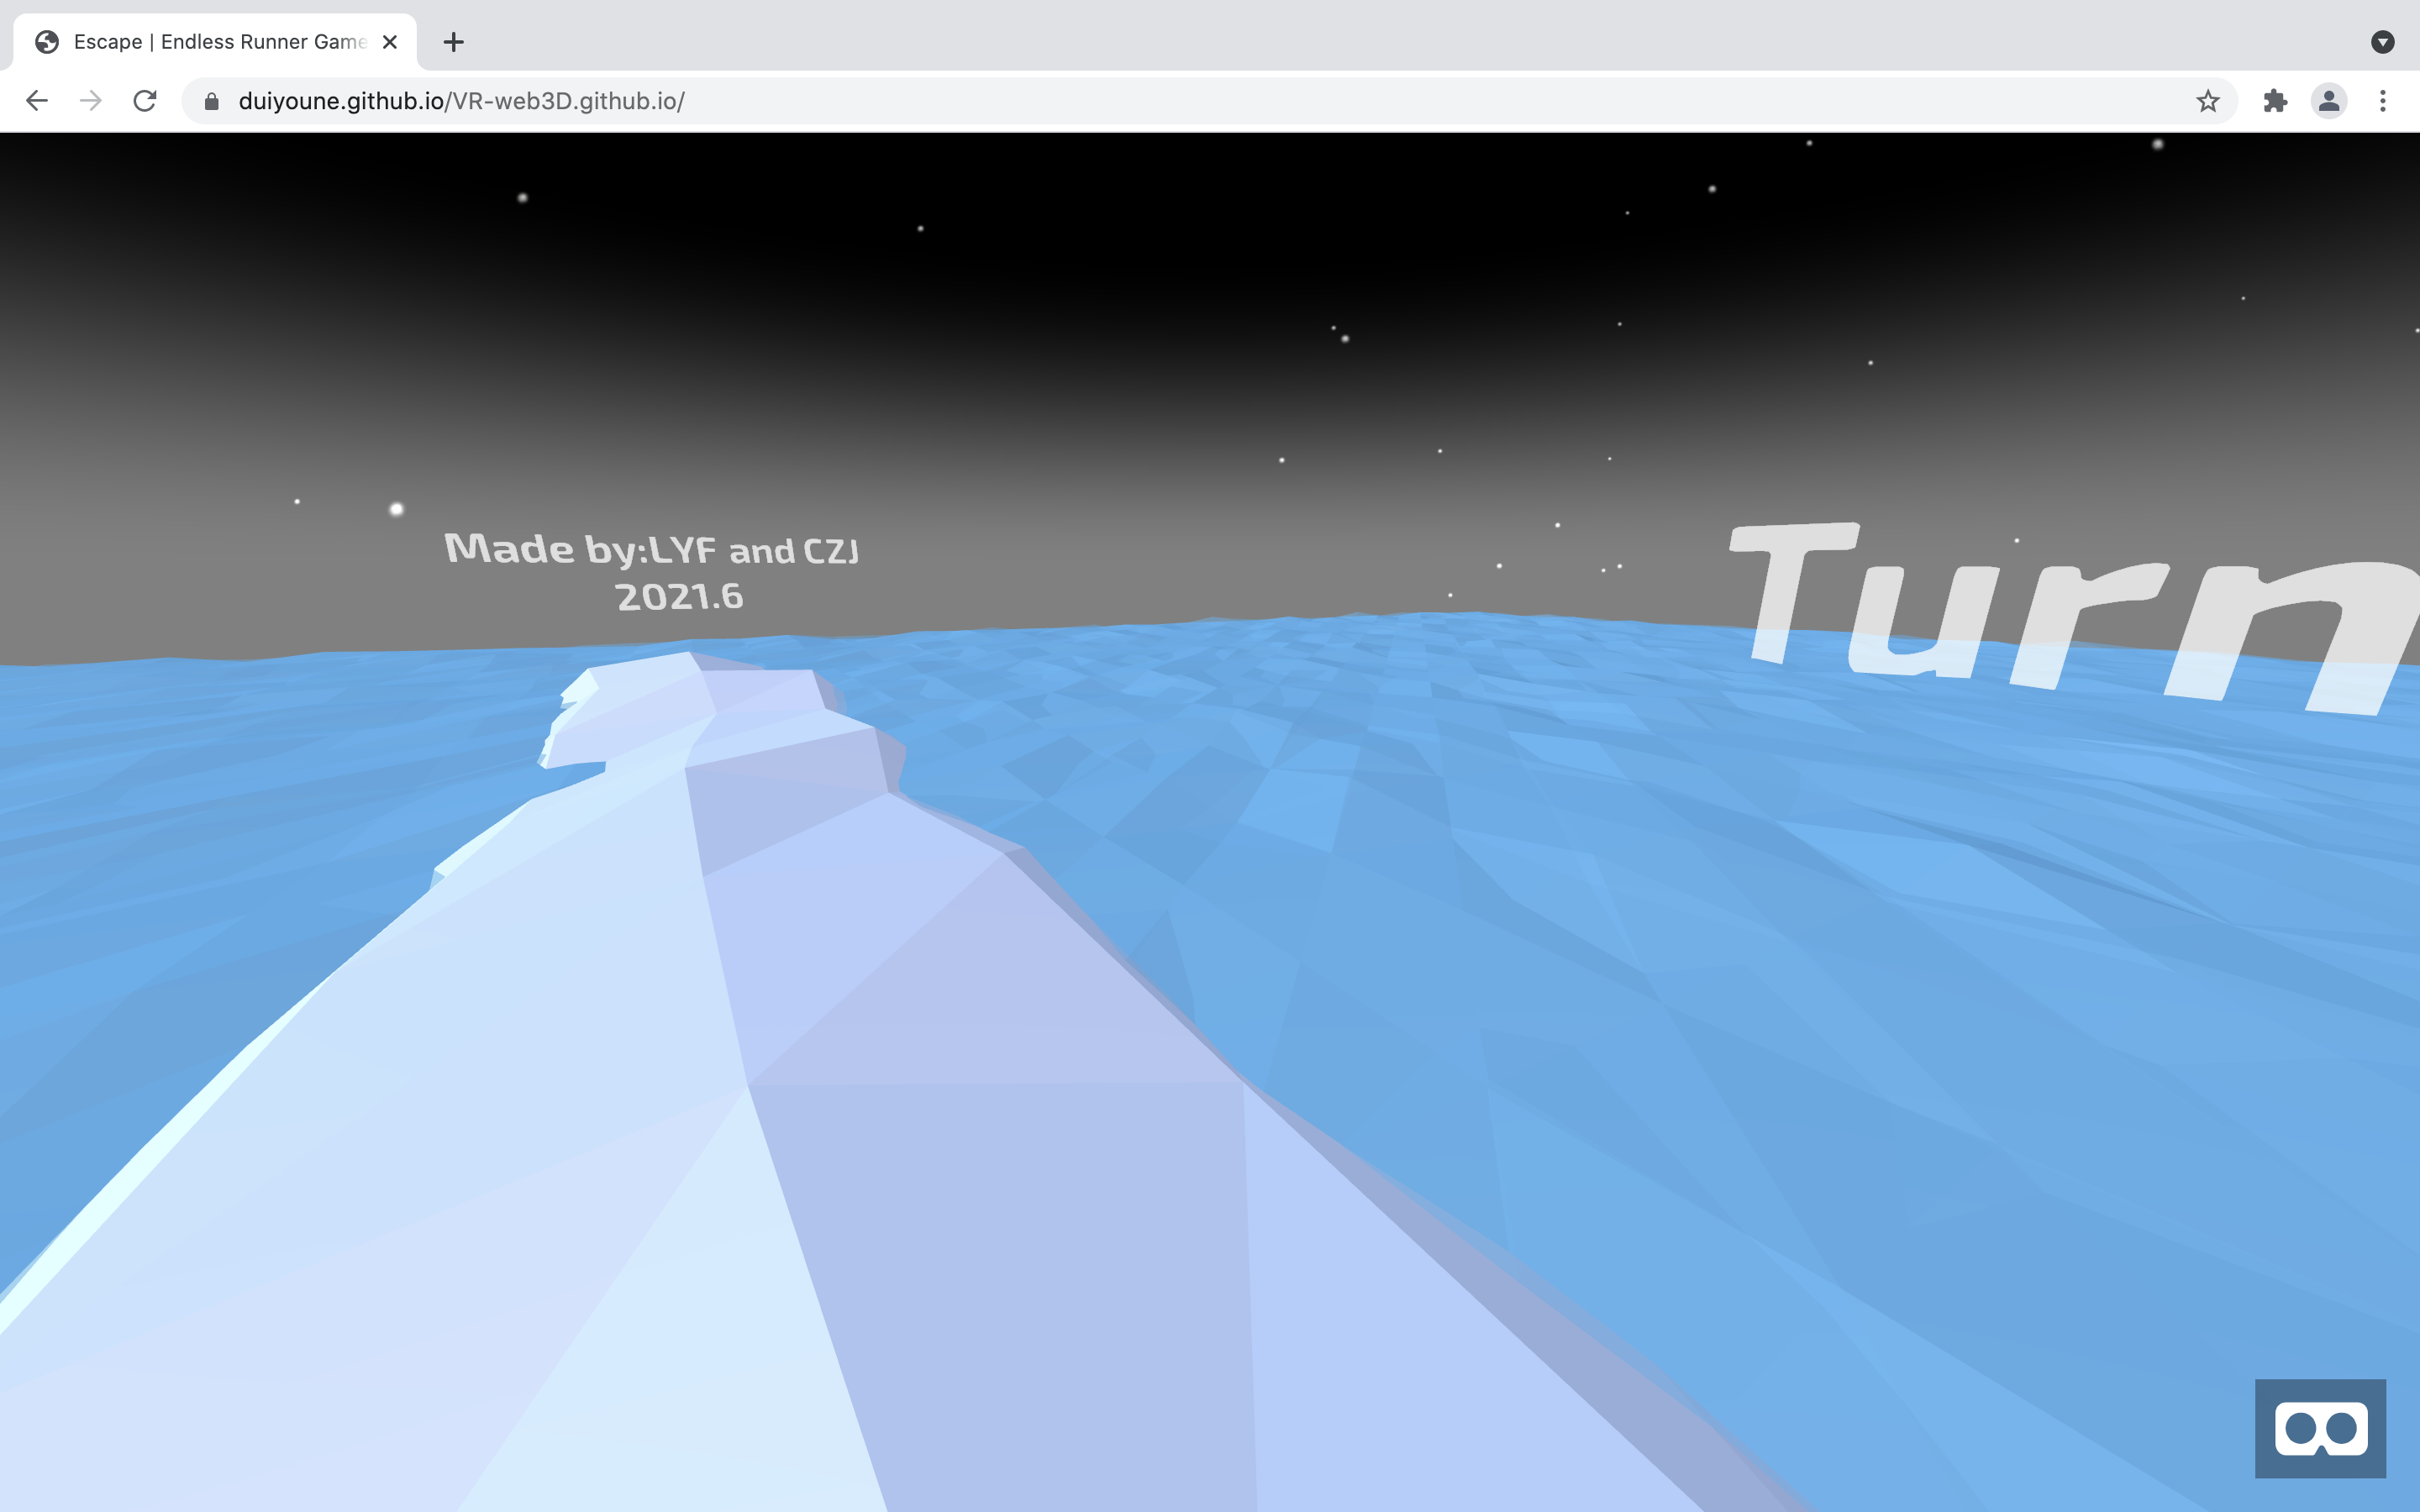 Escape | Endless Runner Game
duiyoune.github.io/VR-web3D.github.io/
Made by:LYF and CZJ
2021.6
Turn